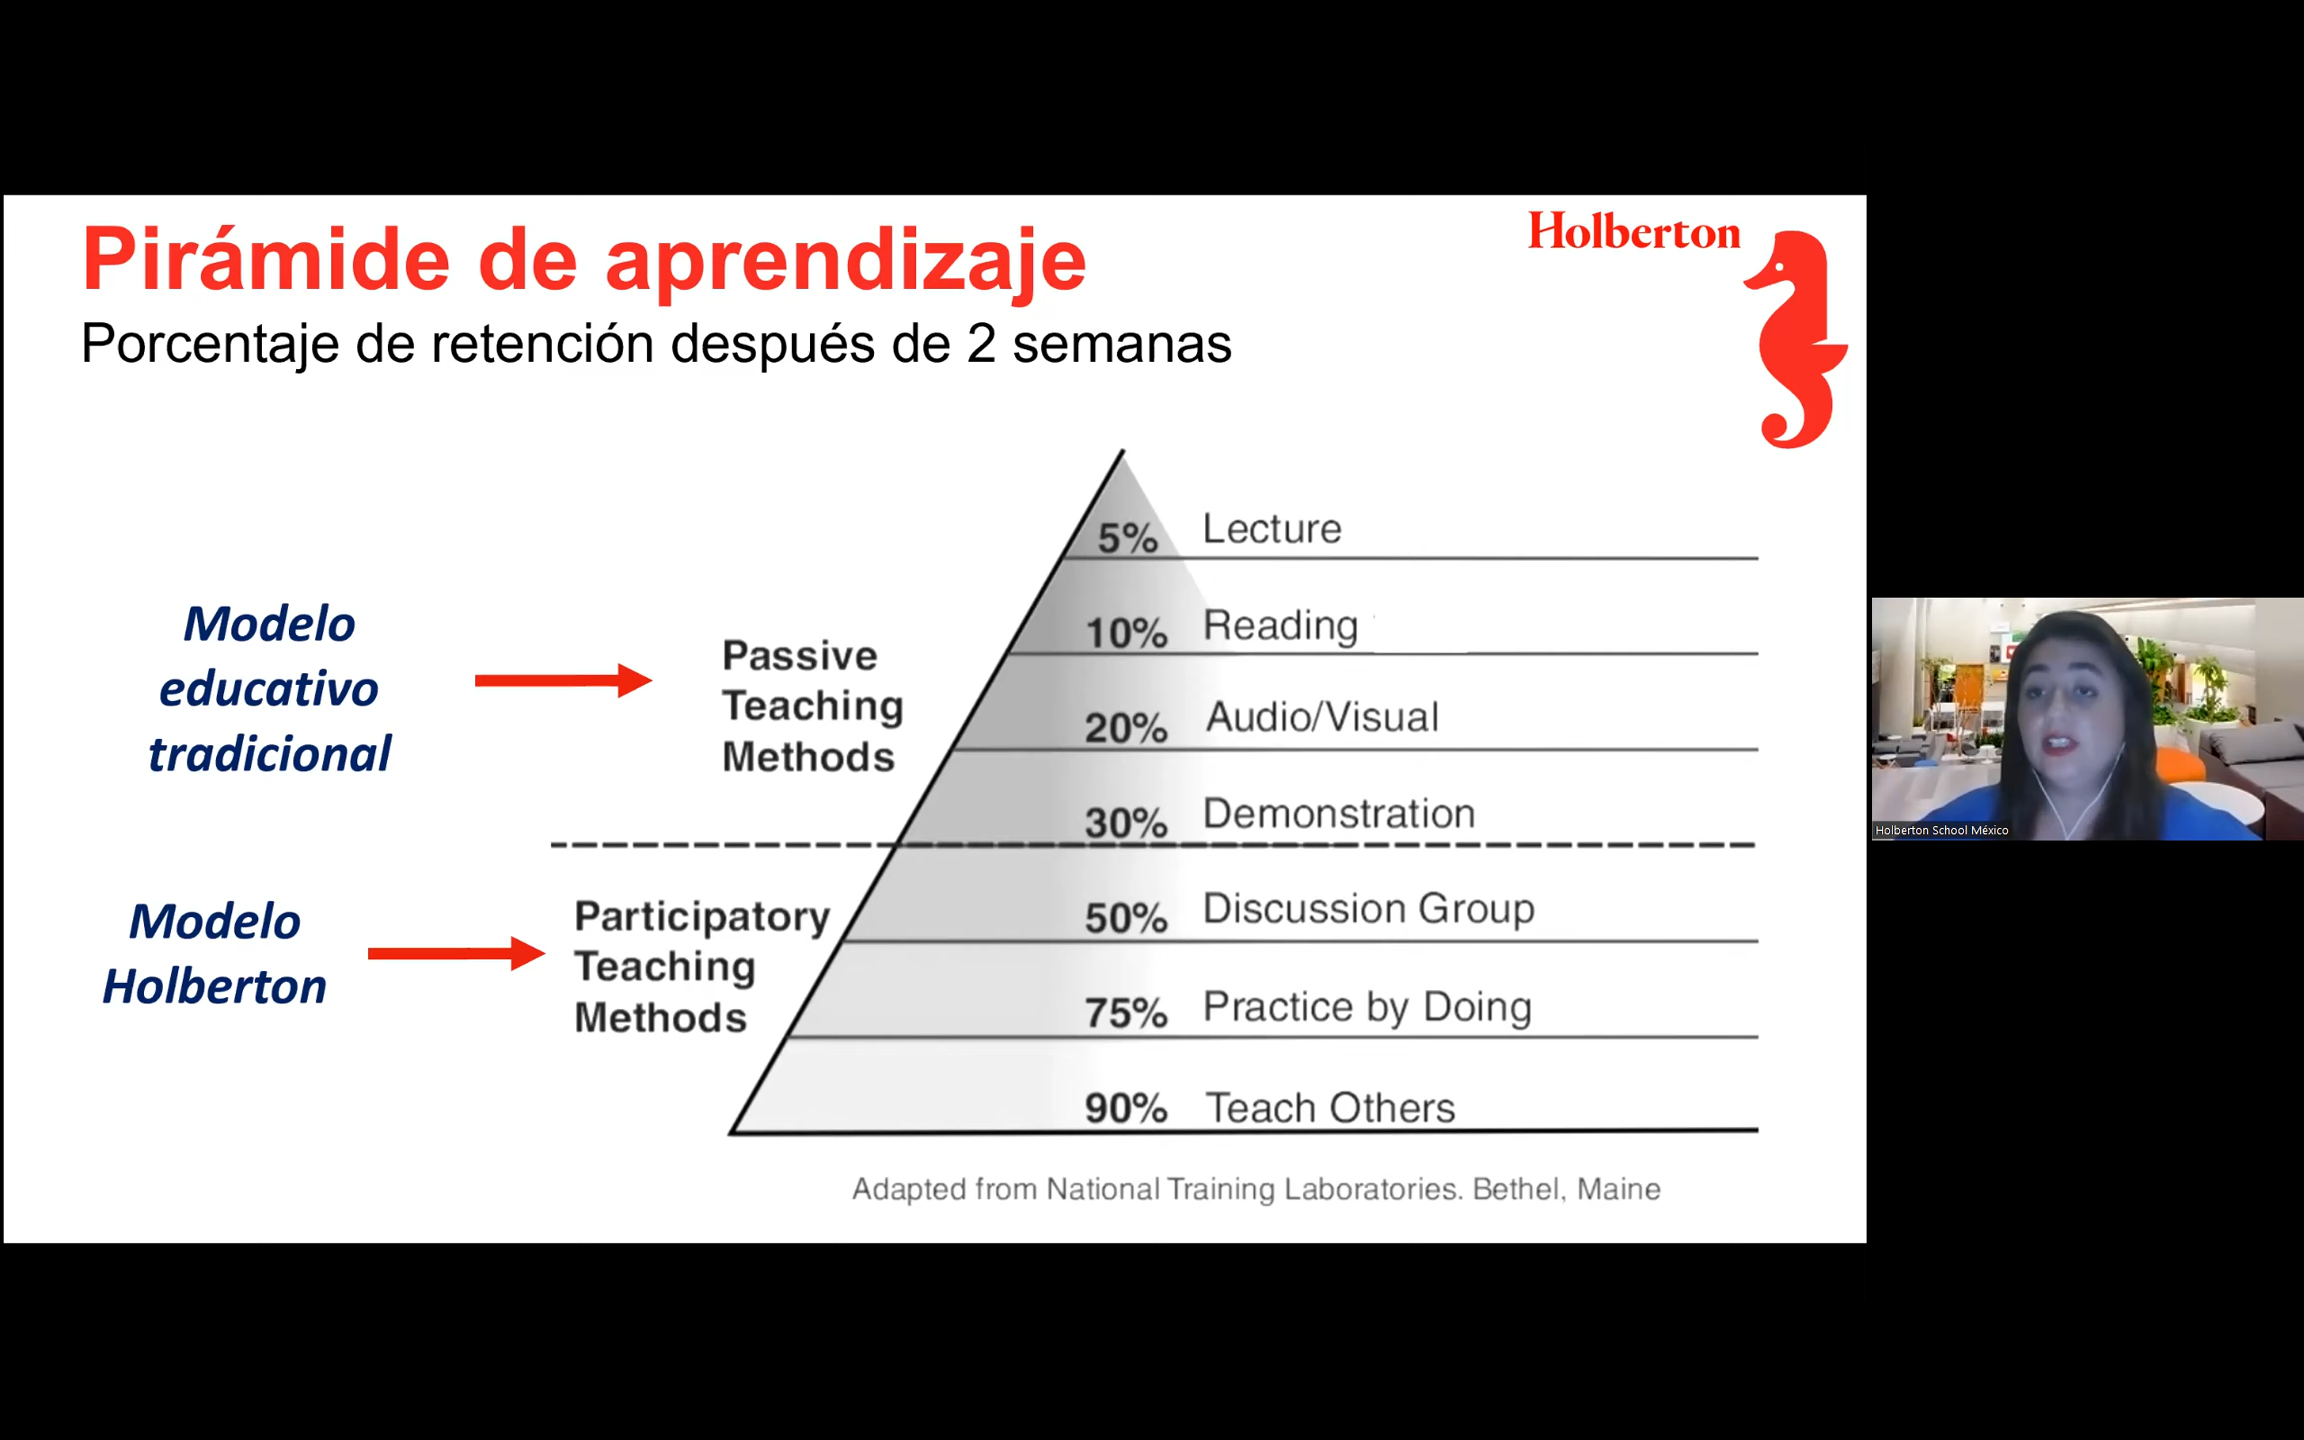 Pirámide de aprendizaje
Porcentaje de retención después de 2 semanas
Holberton
Modelo
educativo
tradicional
Passive
Teaching
Methods
5% Lecture
10% Reading
20% Audio/Visual
30% Demonstration
Modelo
Holberton
Participatory
Teaching
Methods
50% Discussion Group
75% Practice by Doing
90% Teach Others
Adapted from National Training Laboratories. Bethel, Maine
Holberton School México